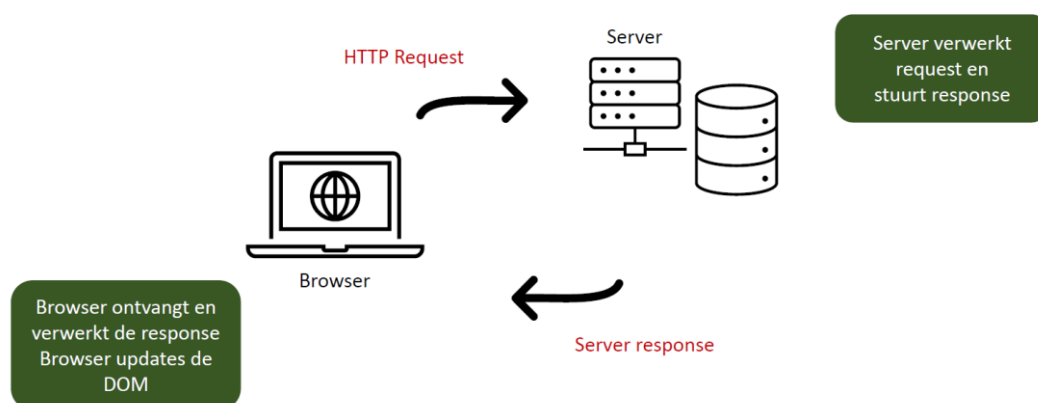 HTTP Request
Server
Server verwerkt
request en
stuurt response
Browser
Browser ontvangt en
verwerkt de response
Browser updates de
DOM
Server response